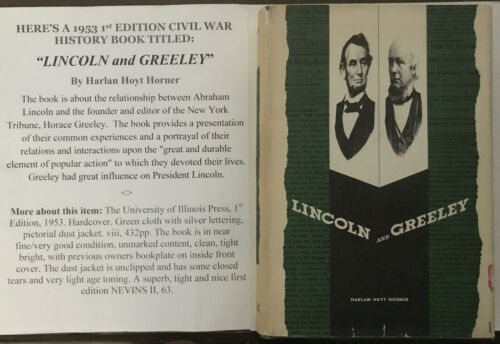 HERE'S A 1953 1st EDITION CIVIL WAR
HISTORY BOOK TITLED:
"LINCOLN and GREELEY"
By Harlan Hoyt Horner
The book is about the relationship between Abraham
Lincoln and the founder and editor of the New York
Tribune, Horace Greeley. The book provides a presentation
of their common experiences and a portrayal of their
relations and interactions upon the "great and durable
element of popular action" to which they devoted their lives.
Greeley had great influence on President Lincoln.
<>
More about this item: The University of Illinois Press, 1st
Edition, 1953. Hardcover. Green cloth with silver lettering,
pictorial dust jacket. viii, 432pp. The book is in near
fine/very good condition, unmarked content, clean, tight
bright, with previous owners bookplate on inside front
cover. The dust jacket is unclipped and has some closed
tears and very light age toning. A superb, tight and nice first
edition NEVINS II, 63.
LINCOLN AND GREELEY
HARLAN HOYT HORNER